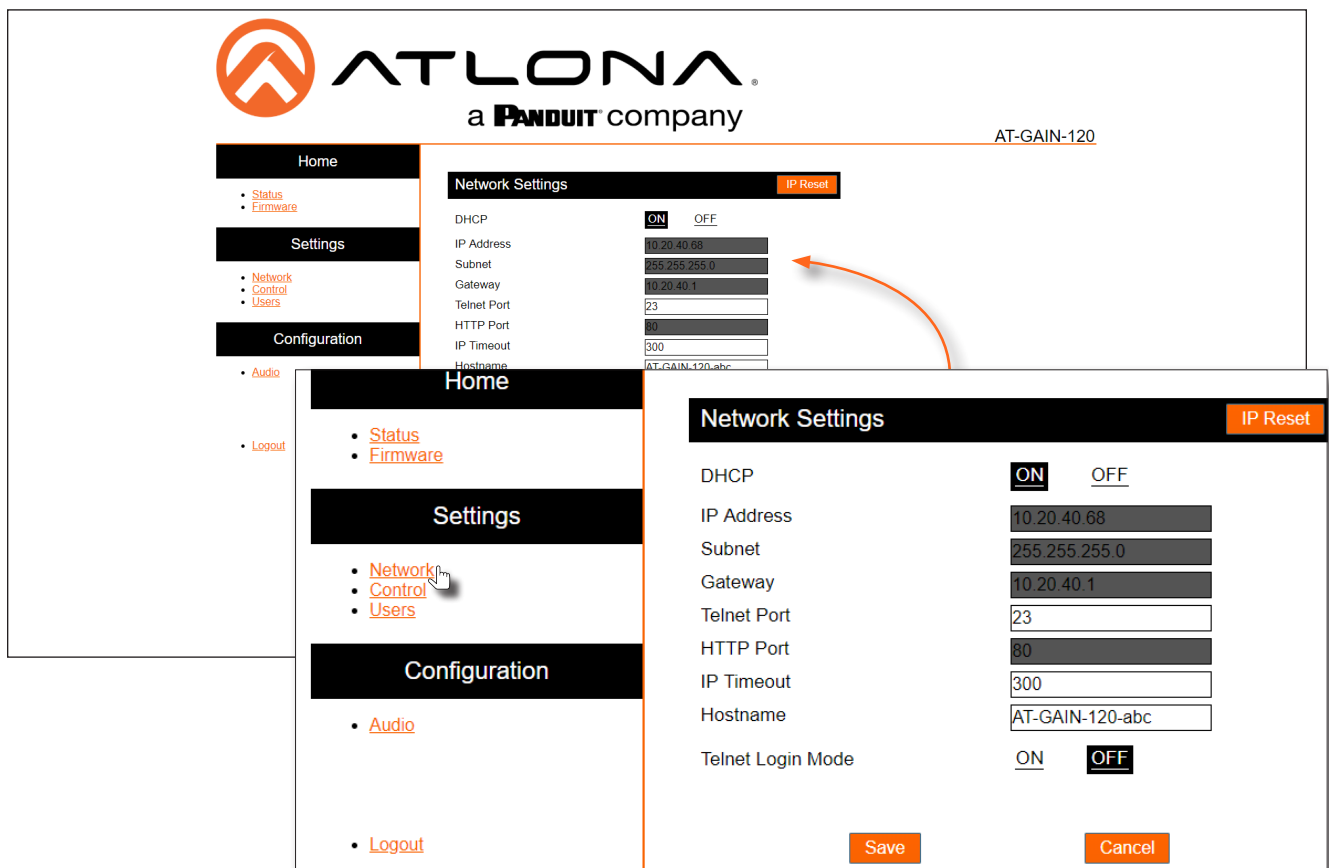 ATLONA®
a PANDUIT® company
AT-GAIN-120
Home
Status
Firmware
Settings
Network
Control
Users
Configuration
Audio
Logout
Network Settings IP Reset
DHCP ON OFF
IP Address 10.20.40.68
Subnet 255.255.255.0
Gateway 10.20.40.1
Telnet Port 23
HTTP Port 80
IP Timeout 300
Hostname AT-GAIN-120-abc
Home
Status
Firmware
Settings
Network
Control
Users
Configuration
Audio
Logout
Network Settings IP Reset
DHCP ON OFF
IP Address 10.20.40.68
Subnet 255.255.255.0
Gateway 10.20.40.1
Telnet Port 23
HTTP Port 80
IP Timeout 300
Hostname AT-GAIN-120-abc
Telnet Login Mode ON OFF
Save Cancel